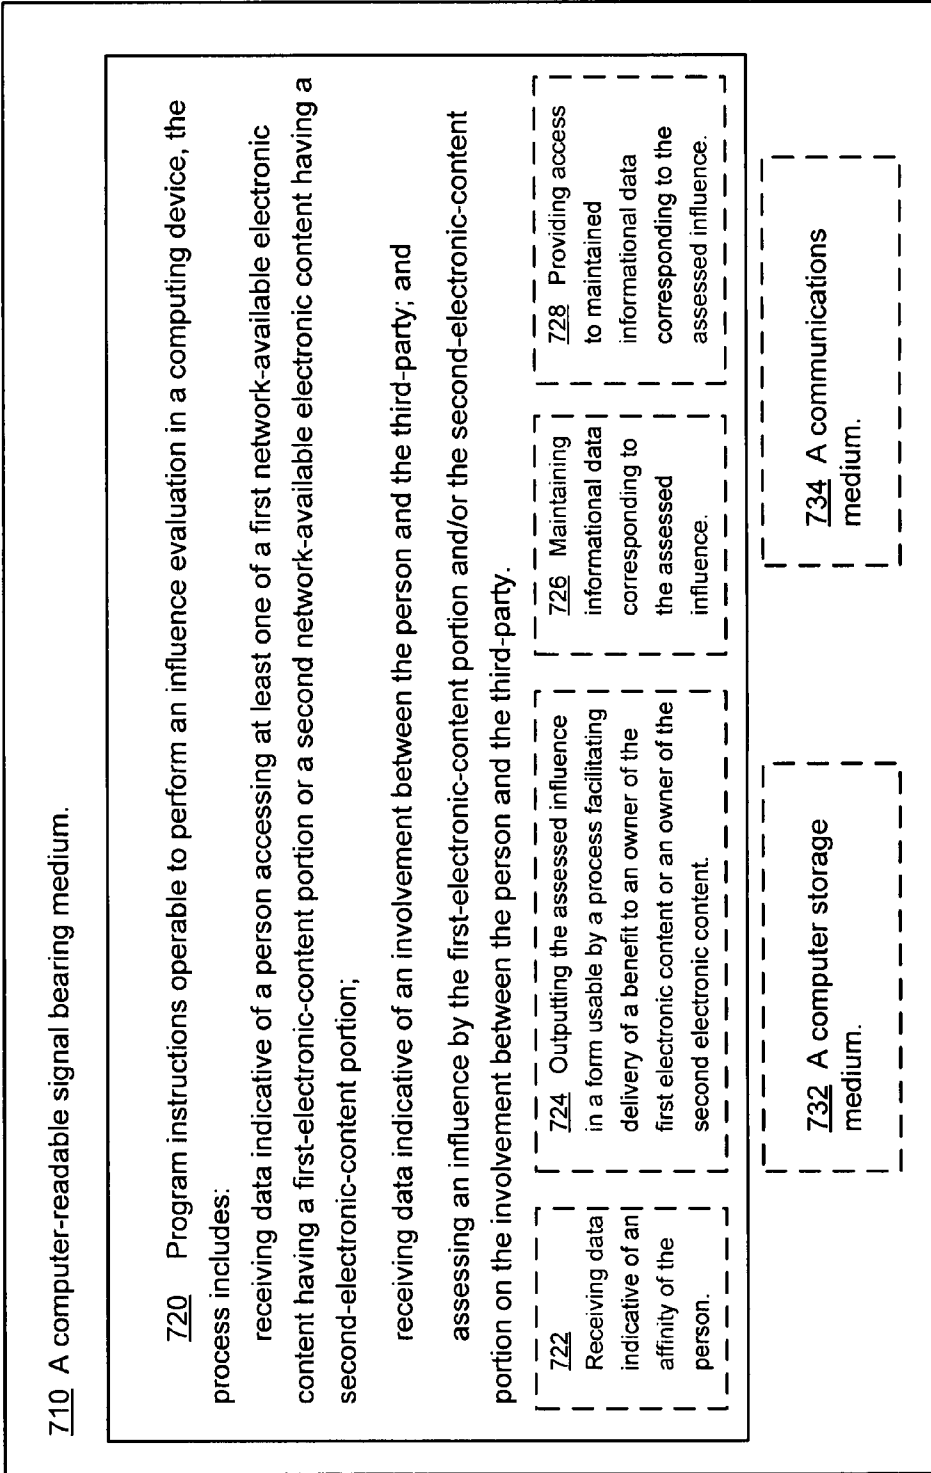 710 A computer-readable signal bearing medium.
720 Program instructions operable to perform an influence evaluation in a computing device, the
process includes:
receiving data indicative of a person accessing at least one of a first network-available electronic
content having a first-electronic-content portion or a second network-available electronic content having a
second-electronic-content portion;
receiving data indicative of an involvement between the person and the third-party; and
assessing an influence by the first-electronic-content portion and/or the second-electronic-content
portion on the involvement between the person and the third-party.
722
Receiving data
indicative of an
affinity of the
person.
724 Outputting the assessed influence
in a form usable by a process facilitating
delivery of a benefit to an owner of the
first electronic content or an owner of the
second electronic content.
726 Maintaining
informational data
corresponding to
the assessed
influence.
728 Providing access
to maintained
informational data
corresponding to the
assessed influence.
732 A computer storage
medium.
734 A communications
medium.